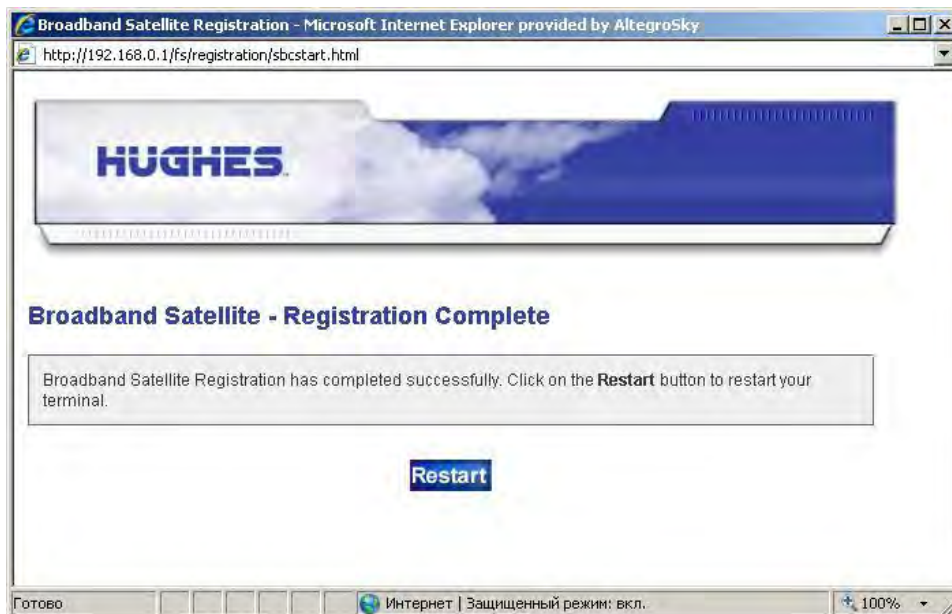 Broadband Satellite Registration - Microsoft Internet Explorer provided by AltegroSky
http://192.168.0.1/fs/registration/sbcstart.html
HUGHES.
Broadband Satellite - Registration Complete
Broadband Satellite Registration has completed successfully. Click on the Restart button to restart your
terminal.
Restart
Готово Интернет | Защищенный режим: вкл. 100%